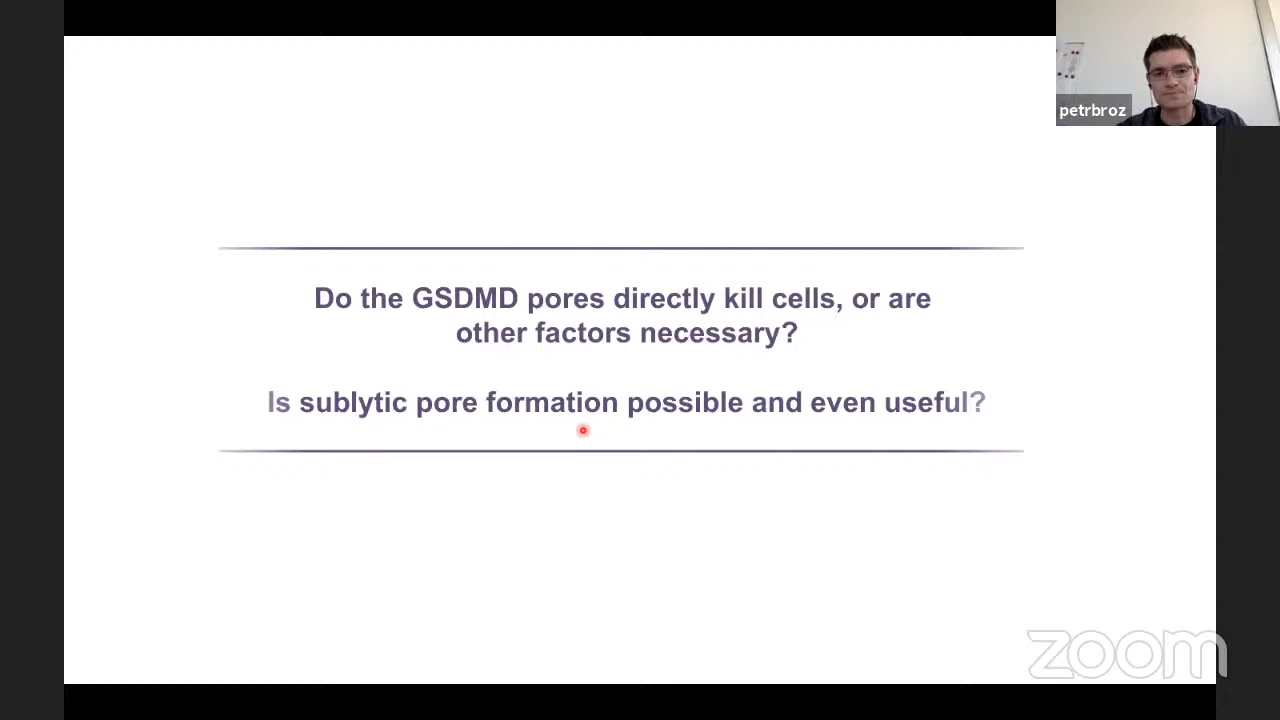 petrbroz
Do the GSDMD pores directly kill cells, or are
other factors necessary?
Is sublytic pore formation possible and even useful?
zoom